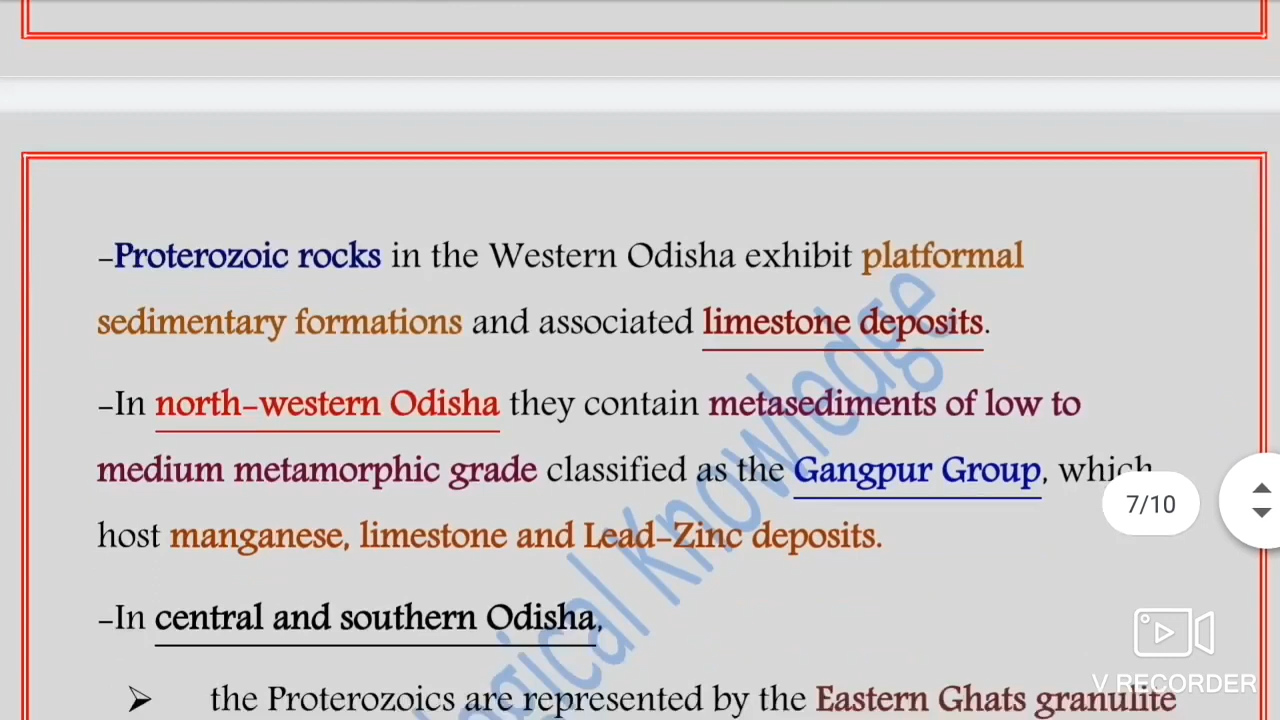 –Proterozoic rocks in the Western Odisha exhibit platformal
sedimentary formations and associated limestone deposits.
–In north-western Odisha they contain metasediments of low to
medium metamorphic grade classified as the Gangpur Group, which
host manganese, limestone and Lead-Zinc deposits.
7/10
–In central and southern Odisha,
➢ the Proterozoics are represented by the Eastern Ghats granulite
ogical Knowledge
V RECORDER